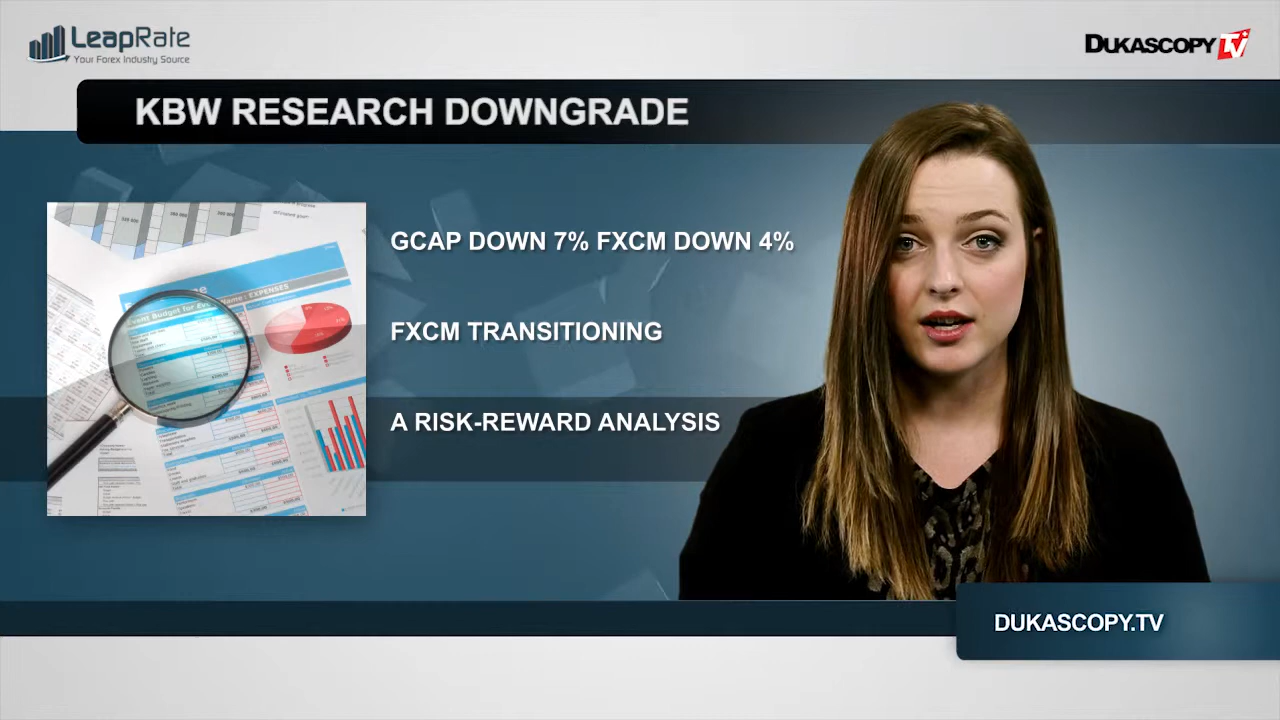 LeapRate
Your Forex Industry Source
DUKASCOPY TV
KBW RESEARCH DOWNGRADE
GCAP DOWN 7% FXCM DOWN 4%
FXCM TRANSITIONING
A RISK-REWARD ANALYSIS
DUKASCOPY.TV